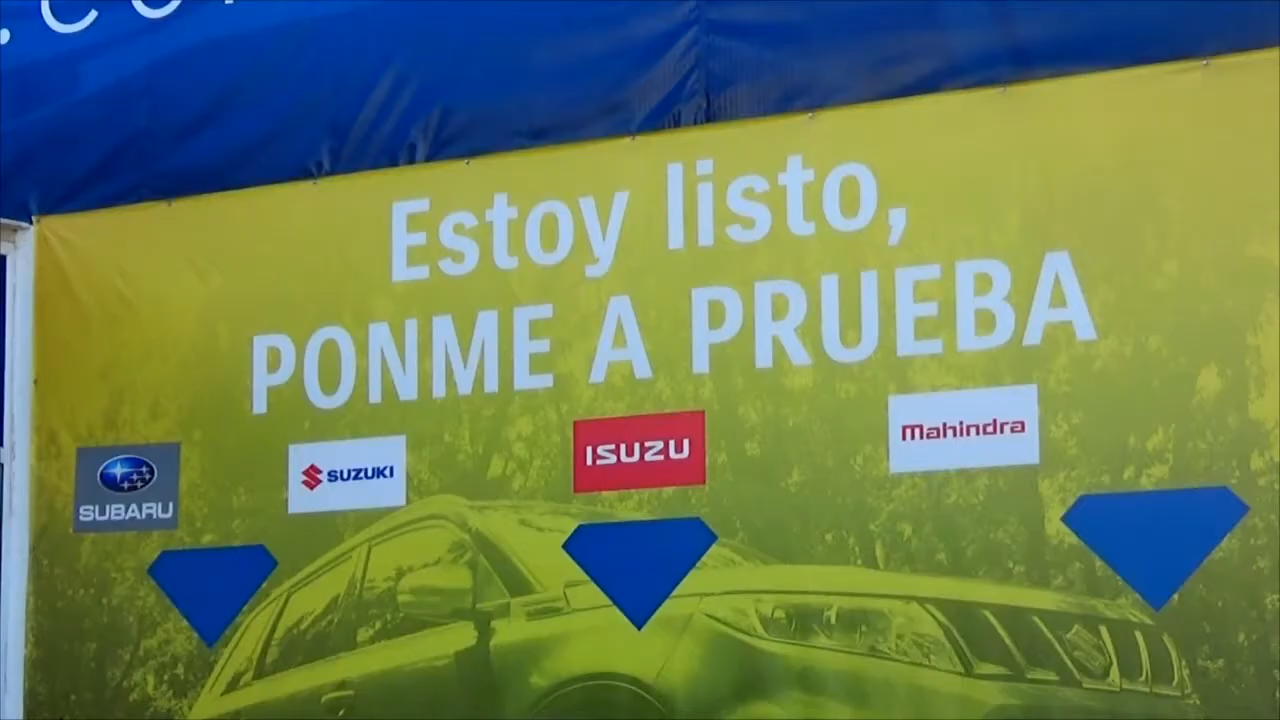 Estoy listo,
PONME A PRUEBA
SUBARU
SUZUKI
ISUZU
Mahindra